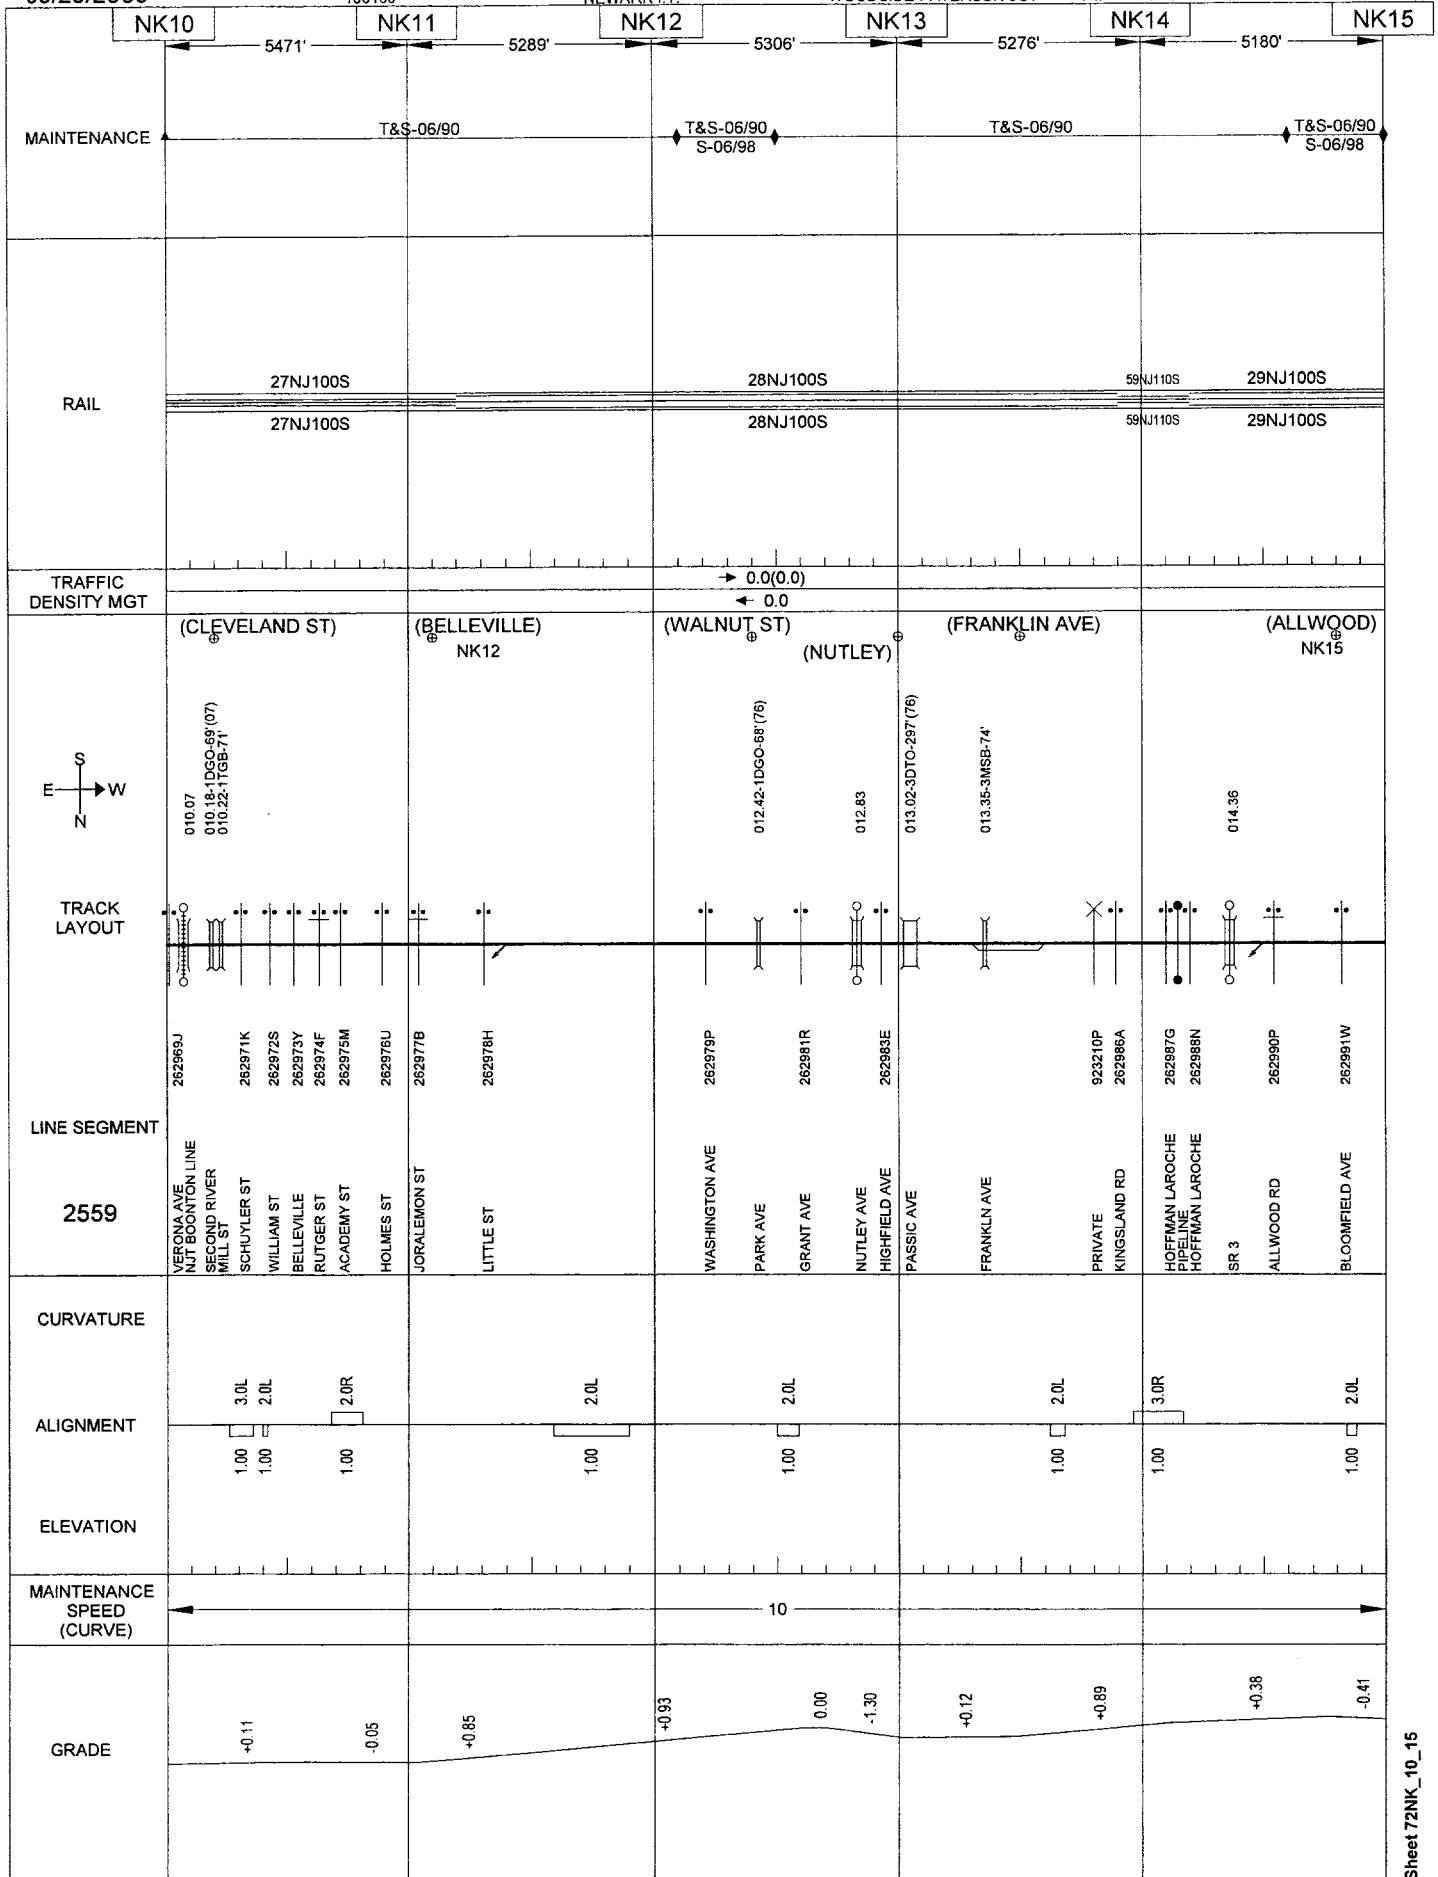 NK10 NK11 NK12 NK13 NK14 NK15
5471' 5289' 5306' 5276' 5180'
MAINTENANCE
T&S-06/90 T&S-06/90 T&S-06/90 T&S-06/90
S-06/98 S-06/98
RAIL
27NJ100S 28NJ100S 59NJ110S 29NJ100S
27NJ100S 28NJ100S 59NJ110S 29NJ100S
TRAFFIC
DENSITY MGT
0.0(0.0)
0.0
(CLEVELAND ST) (BELLEVILLE) (WALNUT ST) (FRANKLIN AVE) (ALLWOOD)
NK12 (NUTLEY) NK15
S
E W
N
010.07
010.18-1DGO-69'(07)
010.22-1TGB-71'
012.42-1DGO-68'(76)
012.83
013.02-3DTO-297'(76)
013.35-3MSB-74'
014.36
TRACK
LAYOUT
262969J
262971K
262972S
262973Y
262974F
262975M
262976U
262977B
262978H
262979P
262981R
262983E
923210P
262986A
262987G
262988N
262990P
262991W
LINE SEGMENT
2559
VERONA AVE
NJT BOONTON LINE
SECOND RIVER
MILL ST
SCHUYLER ST
WILLIAM ST
BELLEVILLE
RUTGER ST
ACADEMY ST
HOLMES ST
JORALEMON ST
LITTLE ST
WASHINGTON AVE
PARK AVE
GRANT AVE
NUTLEY AVE
HIGHFIELD AVE
PASSIC AVE
FRANKLN AVE
PRIVATE
KINGSLAND RD
HOFFMAN LAROCHE
PIPELINE
HOFFMAN LAROCHE
SR 3
ALLWOOD RD
BLOOMFIELD AVE
CURVATURE
3.0L 2.0L 2.0R 2.0L 2.0L 2.0L 3.0R 2.0L
ALIGNMENT
1.00 1.00 1.00 1.00 1.00 1.00 1.00 1.00
ELEVATION
MAINTENANCE
SPEED
(CURVE)
10
GRADE
+0.11 -0.05 +0.85 +0.93 0.00 -1.30 +0.12 +0.89 +0.38 -0.41
Sheet 72NK_10_15